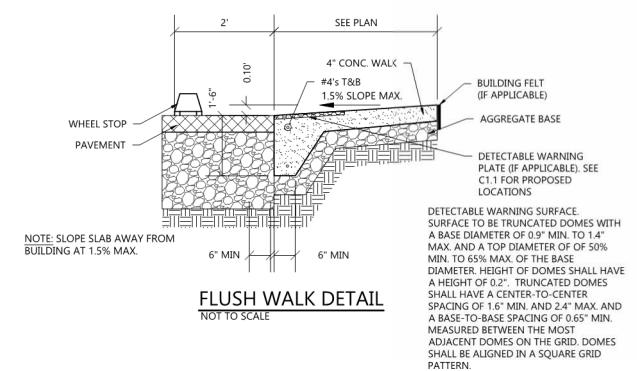 2'
SEE PLAN
0.10'
1'-6"
4" CONC. WALK
#4's T&B
1.5% SLOPE MAX.
BUILDING FELT
(IF APPLICABLE)
WHEEL STOP
AGGREGATE BASE
PAVEMENT
DETECTABLE WARNING
PLATE (IF APPLICABLE). SEE
C1.1 FOR PROPOSED
LOCATIONS
NOTE: SLOPE SLAB AWAY FROM
BUILDING AT 1.5% MAX.
6" MIN
6" MIN
DETECTABLE WARNING SURFACE.
SURFACE TO BE TRUNCATED DOMES WITH
A BASE DIAMETER OF 0.9" MIN. TO 1.4"
MAX. AND A TOP DIAMETER OF OF 50%
MIN. TO 65% MAX. OF THE BASE
DIAMETER. HEIGHT OF DOMES SHALL HAVE
A HEIGHT OF 0.2". TRUNCATED DOMES
SHALL HAVE A CENTER-TO-CENTER
SPACING OF 1.6" MIN. AND 2.4" MAX. AND
A BASE-TO-BASE SPACING OF 0.65" MIN.
MEASURED BETWEEN THE MOST
ADJACENT DOMES ON THE GRID. DOMES
SHALL BE ALIGNED IN A SQUARE GRID
PATTERN.
FLUSH WALK DETAIL
NOT TO SCALE